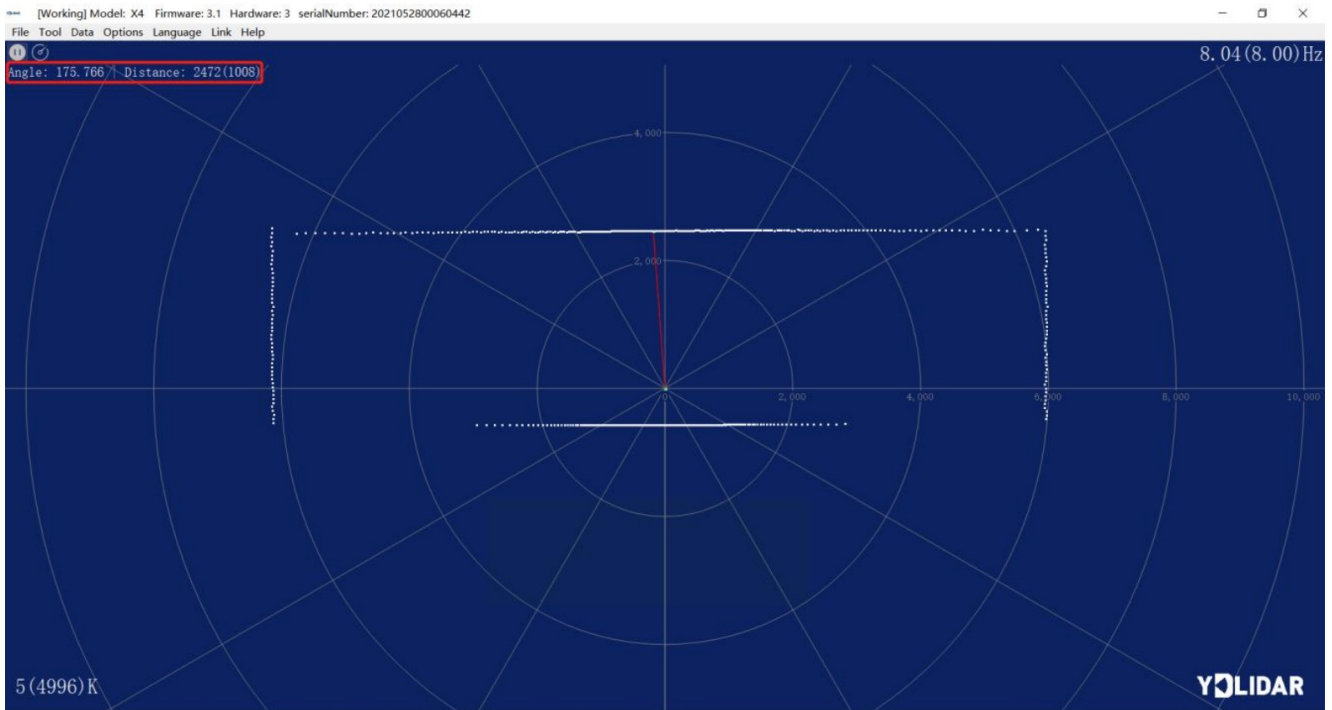 [Working] Model: X4 Firmware: 3.1 Hardware: 3 serialNumber: 2021052800060442
File Tool Data Options Language Link Help
8.04(8.00)Hz
Angle: 175.766 | Distance: 2472(1008)
4,000
2,000
0 2,000 4,000 6,000 8,000 10,000
5(4996)K
YDLIDAR